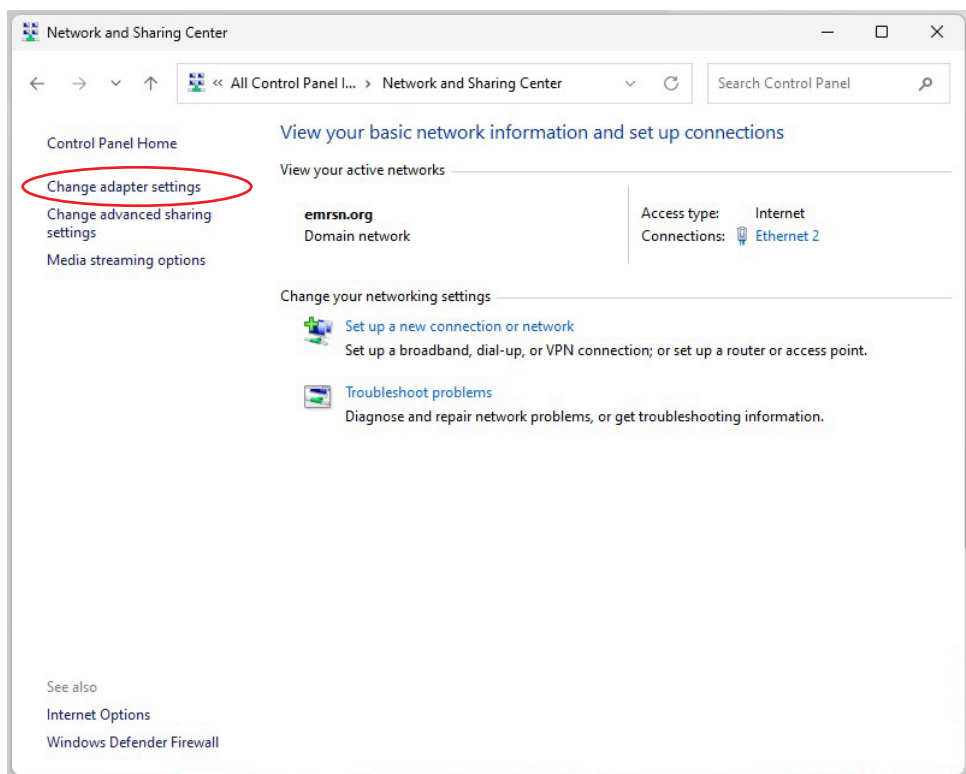 Network and Sharing Center
« All Control Panel I... › Network and Sharing Center
Search Control Panel
Control Panel Home
Change adapter settings
Change advanced sharing
settings
Media streaming options
View your basic network information and set up connections
View your active networks
emrsn.org
Domain network
Access type: Internet
Connections: Ethernet 2
Change your networking settings
Set up a new connection or network
Set up a broadband, dial-up, or VPN connection; or set up a router or access point.
Troubleshoot problems
Diagnose and repair network problems, or get troubleshooting information.
See also
Internet Options
Windows Defender Firewall